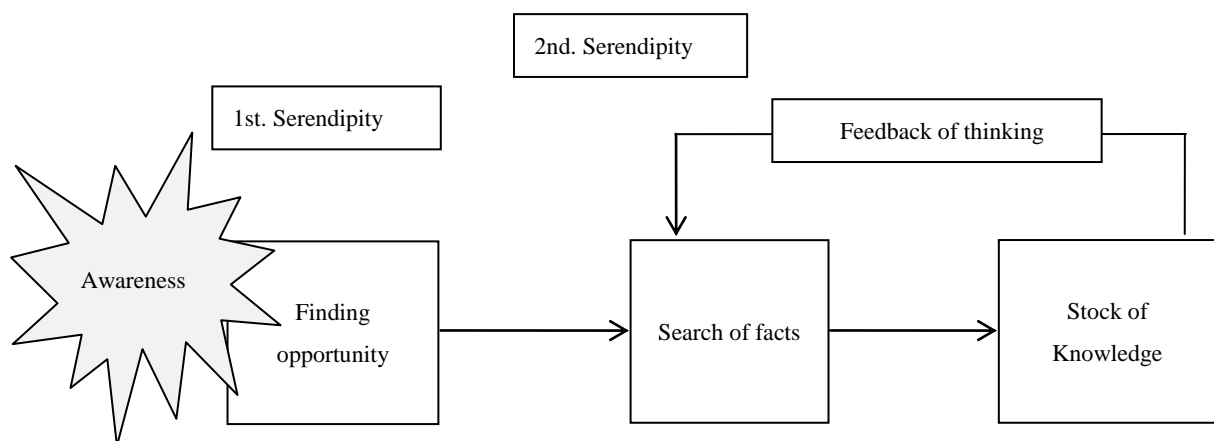 2nd. Serendipity
1st. Serendipity
Feedback of thinking
Awareness
Finding
opportunity
Search of facts
Stock of
Knowledge